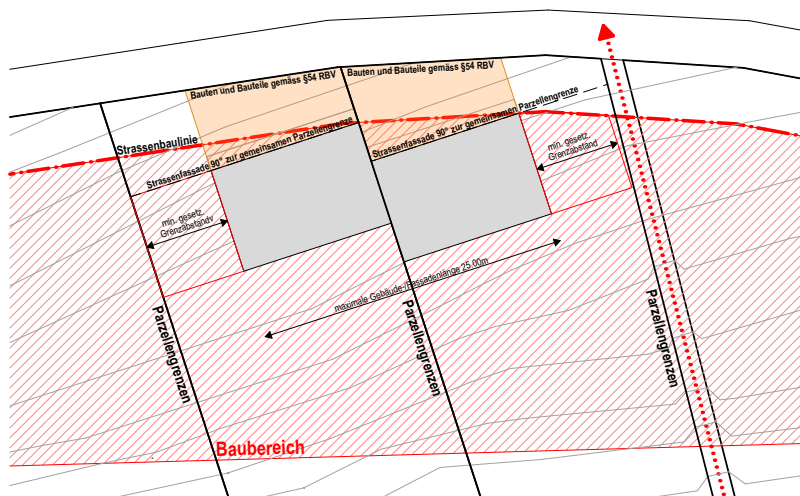 Bauten und Bauteile gemäss §54 RBV
Bauten und Bauteile gemäss §54 RBV
Strassenbaulinie
Strassenfassade 90° zur gemeinsamen Parzellengrenze
Strassenfassade 90° zur gemeinsamen Parzellengrenze
min. gesetz.
Grenzabstandv
min. gesetz.
Grenzabstand
maximale Gebäude-/Fassadenlänge 25.00m
Parzellengrenzen
Parzellengrenzen
Parzellengrenzen
Baubereich